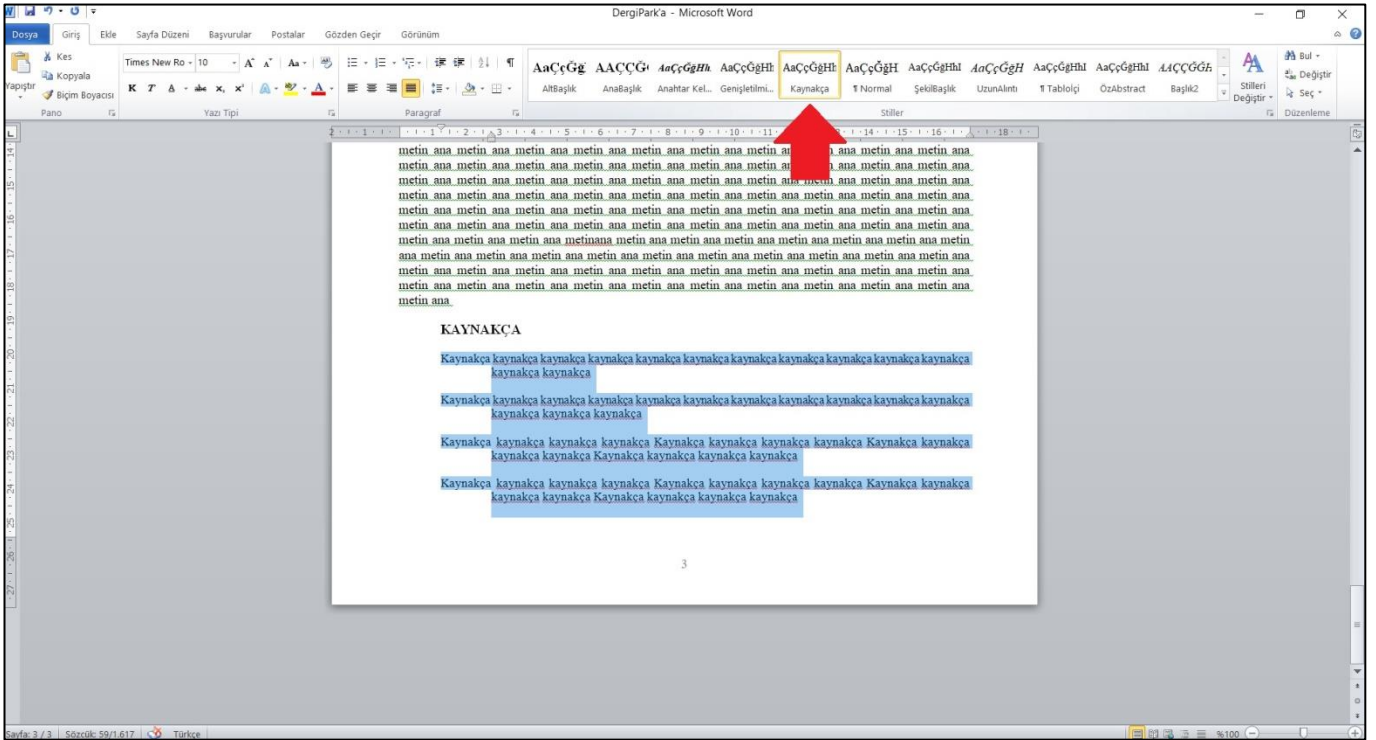 DergiPark'a - Microsoft Word
Dosya Giriş Ekle Sayfa Düzeni Başvurular Postalar Gözden Geçir Görünüm
Yapıştır
Kes
Kopyala
Biçim Boyacısı
Pano
Times New Ro 10
Yazı Tipi
Paragraf
AaÇçĞğ AAÇÇĞ AaÇçĞğHh AaÇçĞğHh AaÇçĞğHh AaÇçĞğH AaÇçĞğHhI AaÇçĞğH AaÇçĞğHhI AaÇçĞğHhI AAÇÇĞĞH
AltBaşlık AnaBaşlık Anahtar Kel... Genişletilmi... Kaynakça ¶ Normal ŞekilBaşlık UzunAlıntı ¶ Tabloİçi ÖzAbstract Başlık2
Stilleri Değiştir
Stiller
Bul
Değiştir
Seç
Düzenleme
metin ana metin ana metin ana metin ana metin ana metin ana metin ana metin ana metin ana
metin ana metin ana metin ana metin ana metin ana metin ana metin ana metin ana metin ana
metin ana metin ana metin ana metin ana metin ana metin ana metin ana metin ana metin ana metin ana
metin ana metin ana metin ana metin ana metin ana metin ana metin ana metin ana metin ana metin ana
metin ana metin ana metin ana metin ana metin ana metin ana metin ana metin ana metin ana metin ana
metin ana metin ana metin ana metin ana metin ana metin ana metin ana metin ana metin ana metin ana
metin ana metin ana metin ana metinana metin ana metin ana metin ana metin ana metin ana metin ana metin
ana metin ana metin ana metin ana metin ana metin ana metin ana metin ana metin ana metin ana metin ana
metin ana metin ana metin ana metin ana metin ana metin ana metin ana metin ana metin ana metin ana
metin ana metin ana metin ana metin ana metin ana metin ana metin ana metin ana metin ana metin ana
metin ana
KAYNAKÇA
Kaynakça kaynakça kaynakça kaynakça kaynakça kaynakça kaynakça kaynakça kaynakça kaynakça kaynakça
kaynakça kaynakça
Kaynakça kaynakça kaynakça kaynakça kaynakça kaynakça kaynakça kaynakça kaynakça kaynakça kaynakça
kaynakça kaynakça kaynakça
Kaynakça kaynakça kaynakça kaynakça Kaynakça kaynakça kaynakça kaynakça Kaynakça kaynakça
kaynakça kaynakça Kaynakça kaynakça kaynakça kaynakça
Kaynakça kaynakça kaynakça kaynakça Kaynakça kaynakça kaynakça kaynakça Kaynakça kaynakça
kaynakça kaynakça Kaynakça kaynakça kaynakça kaynakça
3
Sayfa: 3 / 3 Sözcük: 59/1.617 Türkçe %100